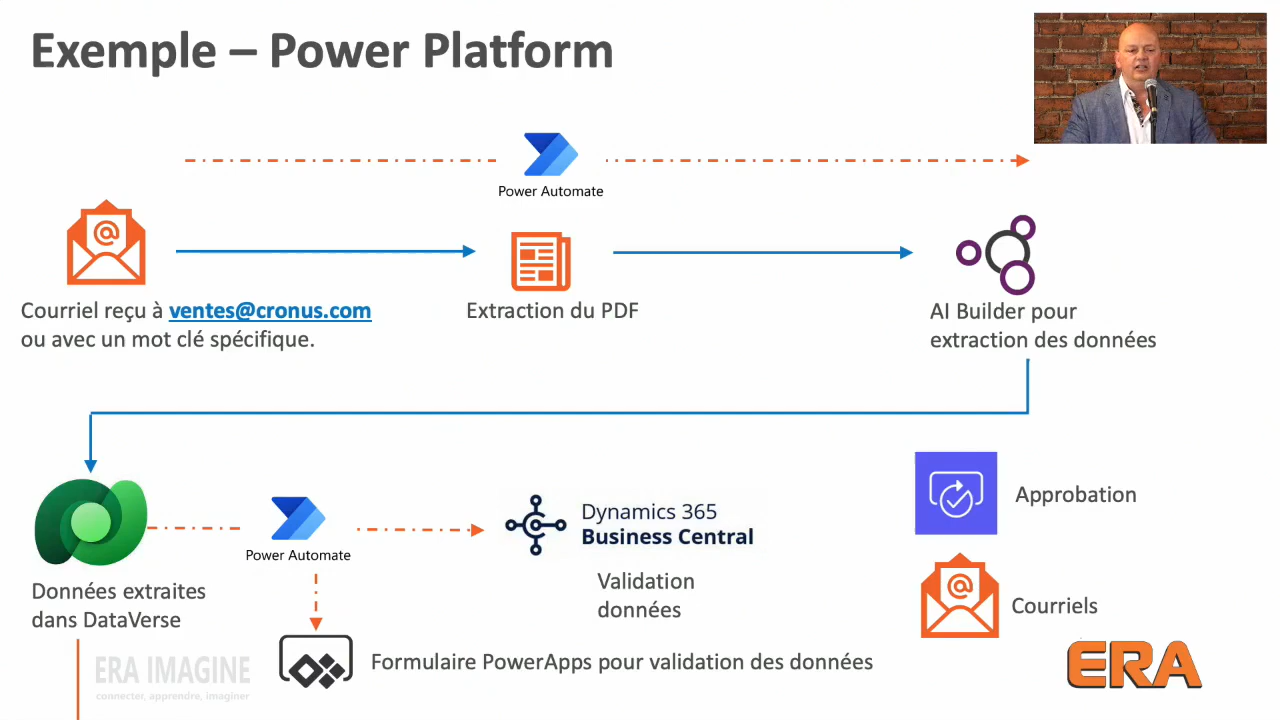 Exemple – Power Platform
Power Automate
Courriel reçu à ventes@cronus.com
ou avec un mot clé spécifique.
Extraction du PDF
AI Builder pour
extraction des données
Données extraites
dans DataVerse
Power Automate
Dynamics 365
Business Central
Validation
données
Approbation
Courriels
Formulaire PowerApps pour validation des données
ERA IMAGINE
connecter, apprendre, imaginer
ERA